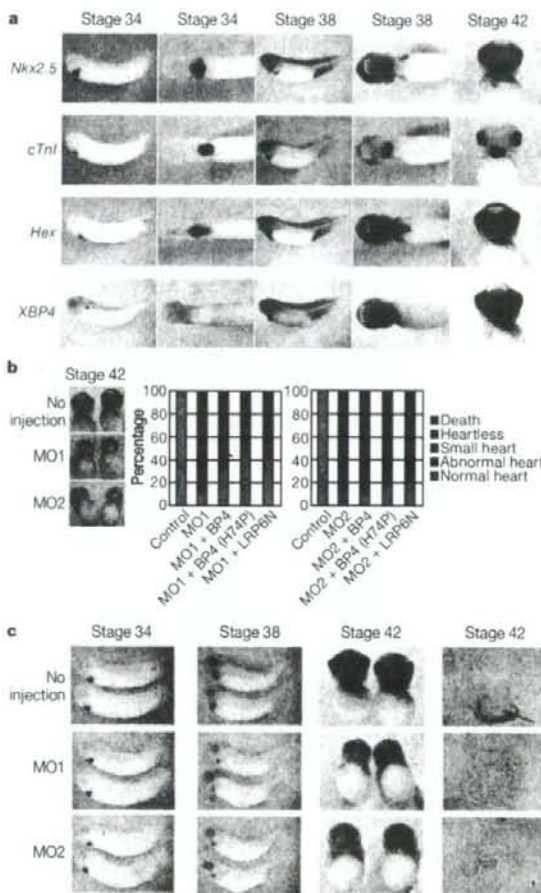 a
Stage 34 Stage 34 Stage 38 Stage 38 Stage 42
Nkx2.5
cTnI
Hex
XBP4
b
Stage 42
No
injection
MO1
MO2
Percentage
100
80
60
40
20
0
Control
MO1
MO1 + BP4
MO1 + BP4 (H74P)
MO1 + LRP6N
100
80
60
40
20
0
Control
MO2
MO2 + BP4
MO2 + BP4 (H74P)
MO2 + LRP6N
Death
Heartless
Small heart
Abnormal heart
Normal heart
c
Stage 34 Stage 38 Stage 42 Stage 42
No
injection
MO1
MO2